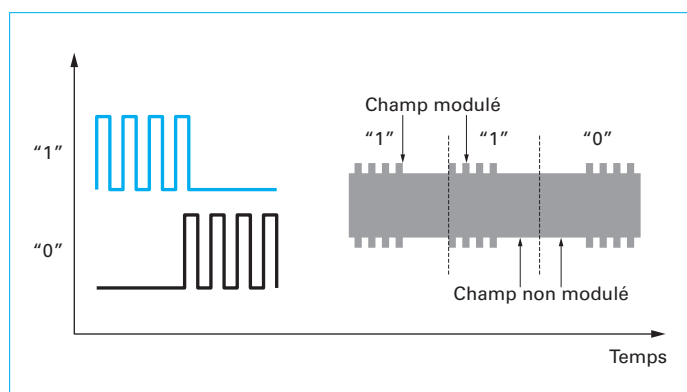 Champ modulé
“1”
“1”
“1”
“0”
“0”
Champ non modulé
Temps